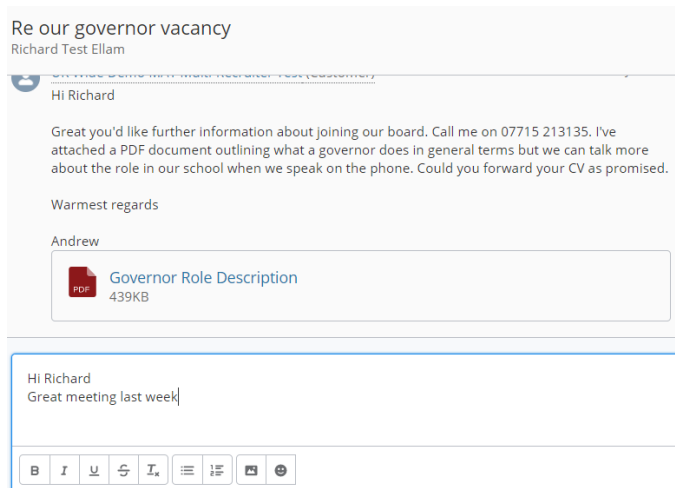 Re our governor vacancy
Richard Test Ellam
Hi Richard
Great you'd like further information about joining our board. Call me on 07715 213135. I've
attached a PDF document outlining what a governor does in general terms but we can talk more
about the role in our school when we speak on the phone. Could you forward your CV as promised.
Warmest regards
Andrew
PDF
Governor Role Description
439KB
Hi Richard
Great meeting last week
B I U S Tx